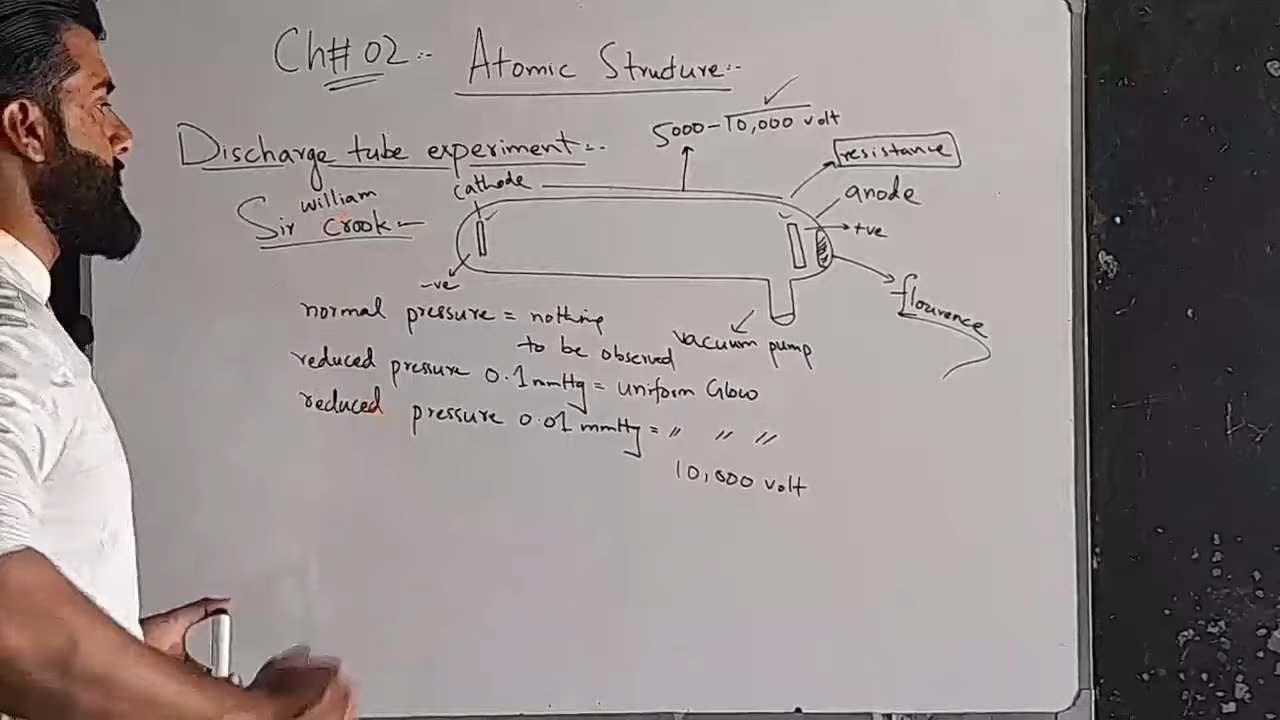 Ch# 02:-
Atomic Structure:-
Discharge tube experiment:-
Sir william Crook -
5000-10,000 volt
resistance
cathode
anode
+ve
-ve
flourence
vacuum pump
normal pressure = nothing
to be observed
reduced pressure 0.1mmHg = uniform Glow
reduced pressure 0.01 mmHg = " " "
10,000 volt